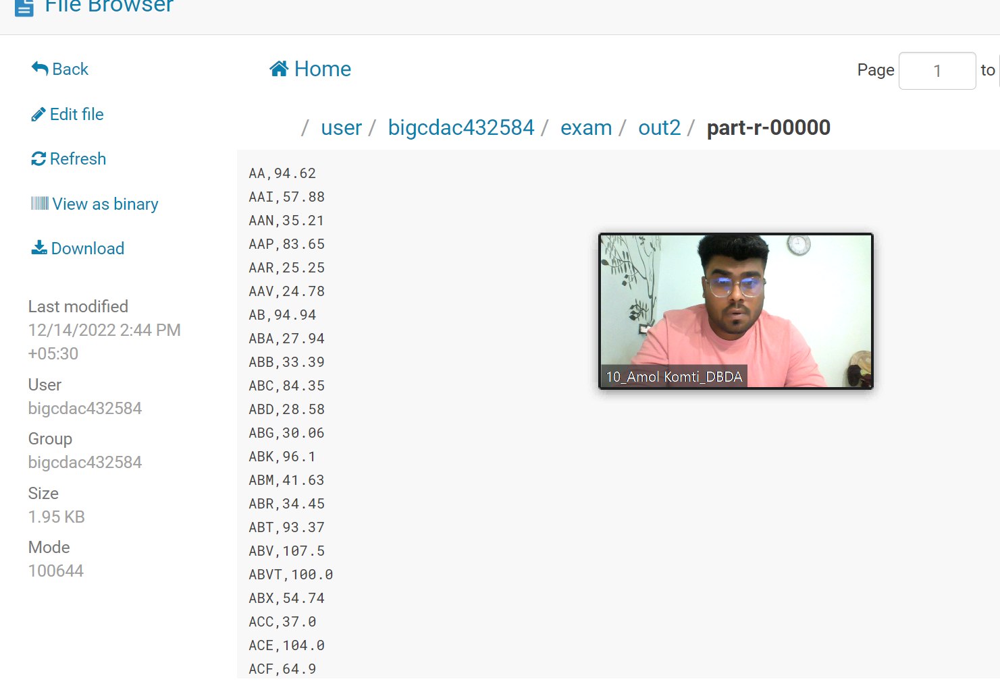 File Browser
Back
Edit file
Refresh
View as binary
Download
Last modified
12/14/2022 2:44 PM
+05:30
User
bigcdac432584
Group
bigcdac432584
Size
1.95 KB
Mode
100644
Home
Page 1 to
/ user / bigcdac432584 / exam / out2 / part-r-00000
AA,94.62
AAI,57.88
AAN,35.21
AAP,83.65
AAR,25.25
AAV,24.78
AB,94.94
ABA,27.94
ABB,33.39
ABC,84.35
ABD,28.58
ABG,30.06
ABK,96.1
ABM,41.63
ABR,34.45
ABT,93.37
ABV,107.5
ABVT,100.0
ABX,54.74
ACC,37.0
ACE,104.0
ACF,64.9
10_Amol Komti_DBDA